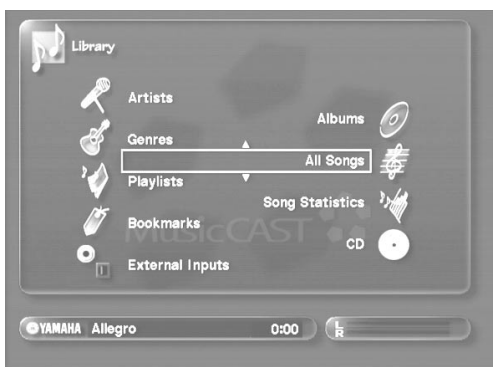 Library
Artists
Albums
Genres
All Songs
Playlists
Song Statistics
Bookmarks
MusicCAST
CD
External Inputs
YAMAHA Allegro 0:00 L
R